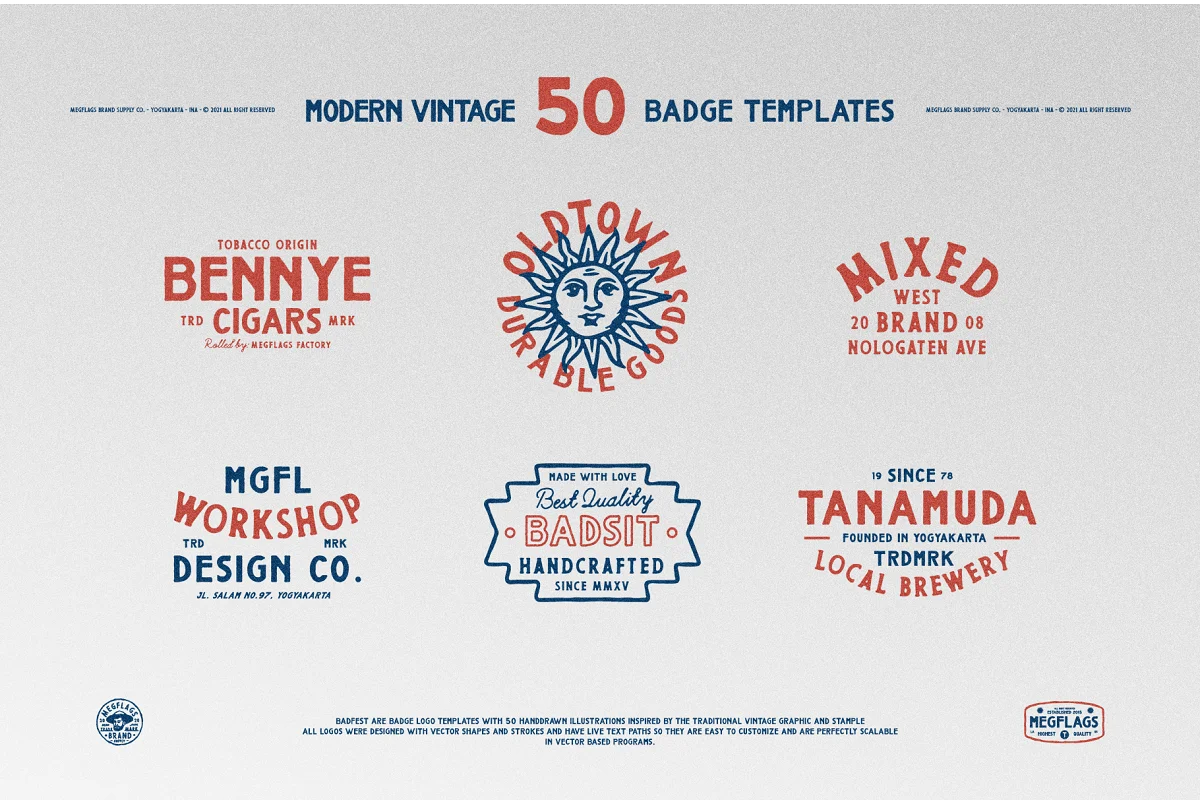 MEGFLAGS BRAND SUPPLY CO. - YOGYAKARTA - INA - © 2021 ALL RIGHT RESERVED
MODERN VINTAGE 50 BADGE TEMPLATES
MEGFLAGS BRAND SUPPLY CO. - YOGYAKARTA - INA - © 2021 ALL RIGHT RESERVED
TOBACCO ORIGIN
BENNYE
TRD CIGARS MRK
Rolled by: MEGFLAGS FACTORY
OLDTOWN
DURABLE GOODS
MIXED
WEST
20 BRAND 08
NOLOGATEN AVE
MGFL
WORKSHOP
TRD MRK
DESIGN CO.
JL. SALAM NO.97, YOGYAKARTA
MADE WITH LOVE
Best Quality
BADSIT
HANDCRAFTED
SINCE MMXV
19 SINCE 78
TANAMUDA
FOUNDED IN YOGYAKARTA
TRDMRK
LOCAL BREWERY
MEGFLAGS
TRADE MARK
BRAND
SUPPLY
BADFEST ARE BADGE LOGO TEMPLATES WITH 50 HANDDRAWN ILLUSTRATIONS INSPIRED BY THE TRADITIONAL VINTAGE GRAPHIC AND STAMPLE
ALL LOGOS WERE DESIGNED WITH VECTOR SHAPES AND STROKES AND HAVE LIVE TEXT PATHS SO THEY ARE EASY TO CUSTOMIZE AND ARE PERFECTLY SCALABLE
IN VECTOR BASED PROGRAMS.
ESTABLISHED 2015
MEGFLAGS
HIGHEST T QUALITY